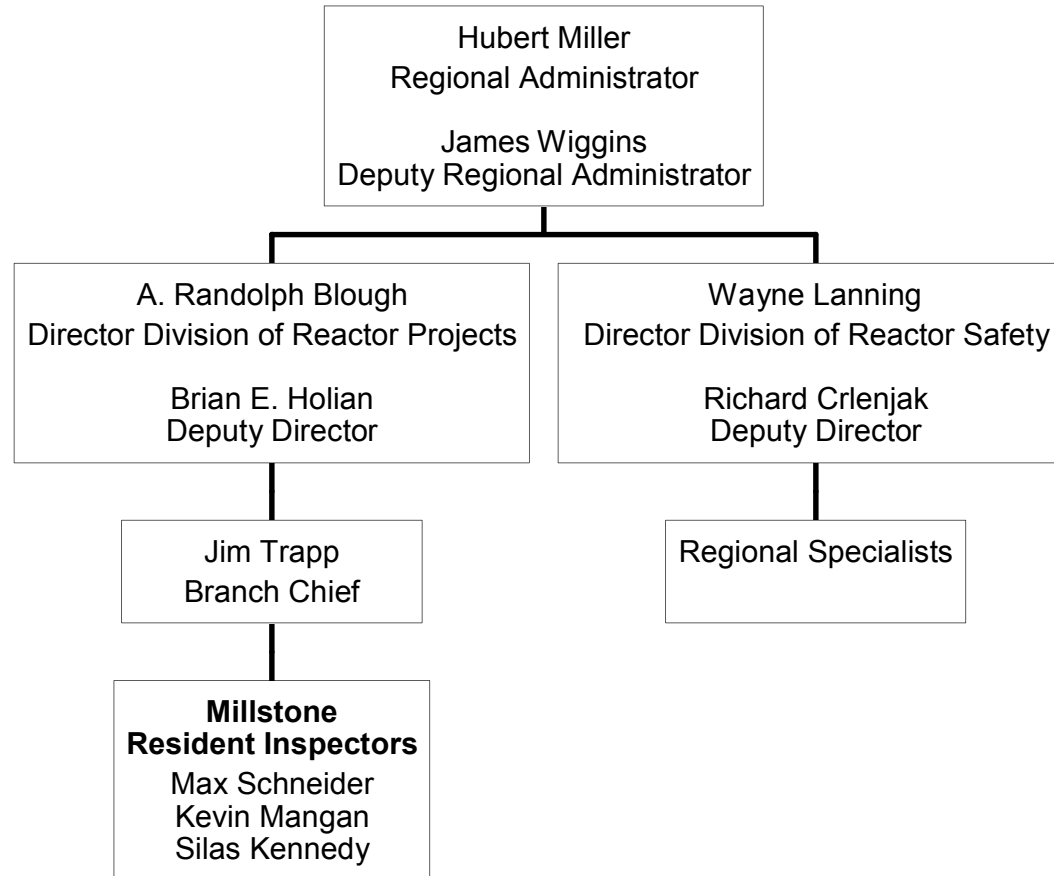 Hubert Miller
Regional Administrator
James Wiggins
Deputy Regional Administrator
A. Randolph Blough
Director Division of Reactor Projects
Brian E. Holian
Deputy Director
Wayne Lanning
Director Division of Reactor Safety
Richard Crlenjak
Deputy Director
Jim Trapp
Branch Chief
Regional Specialists
Millstone
Resident Inspectors
Max Schneider
Kevin Mangan
Silas Kennedy